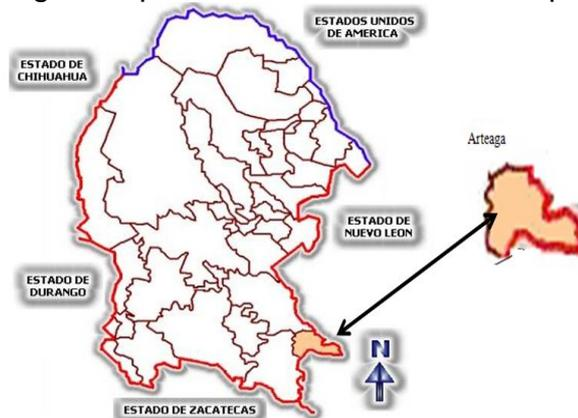 ESTADOS UNIDOS
DE AMERICA
ESTADO DE
CHIHUAHUA
Arteaga
ESTADO DE
NUEVO LEON
ESTADO DE
DURANGO
N
ESTADO DE ZACATECAS